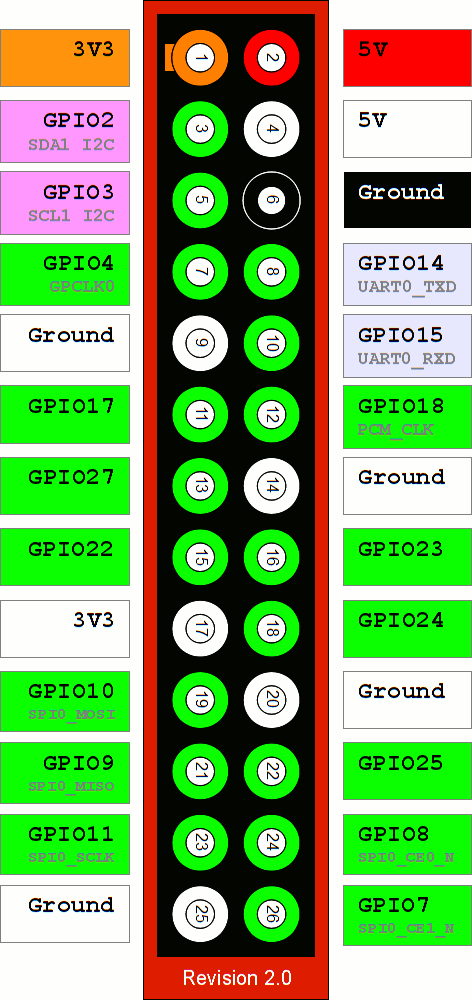 3V3 1 2 5V
GPIO2 3 4 5V
SDA1 I2C
GPIO3 5 6 Ground
SCL1 I2C
GPIO4 7 8 GPIO14
GPCLK0 UART0_TXD
Ground 9 10 GPIO15
UART0_RXD
GPIO17 11 12 GPIO18
PCM_CLK
GPIO27 13 14 Ground
GPIO22 15 16 GPIO23
3V3 17 18 GPIO24
GPIO10 19 20 Ground
SPI0_MOSI
GPIO9 21 22 GPIO25
SPI0_MISO
GPIO11 23 24 GPIO8
SPI0_SCLK SPI0_CE0_N
Ground 25 26 GPIO7
SPI0_CE1_N
Revision 2.0